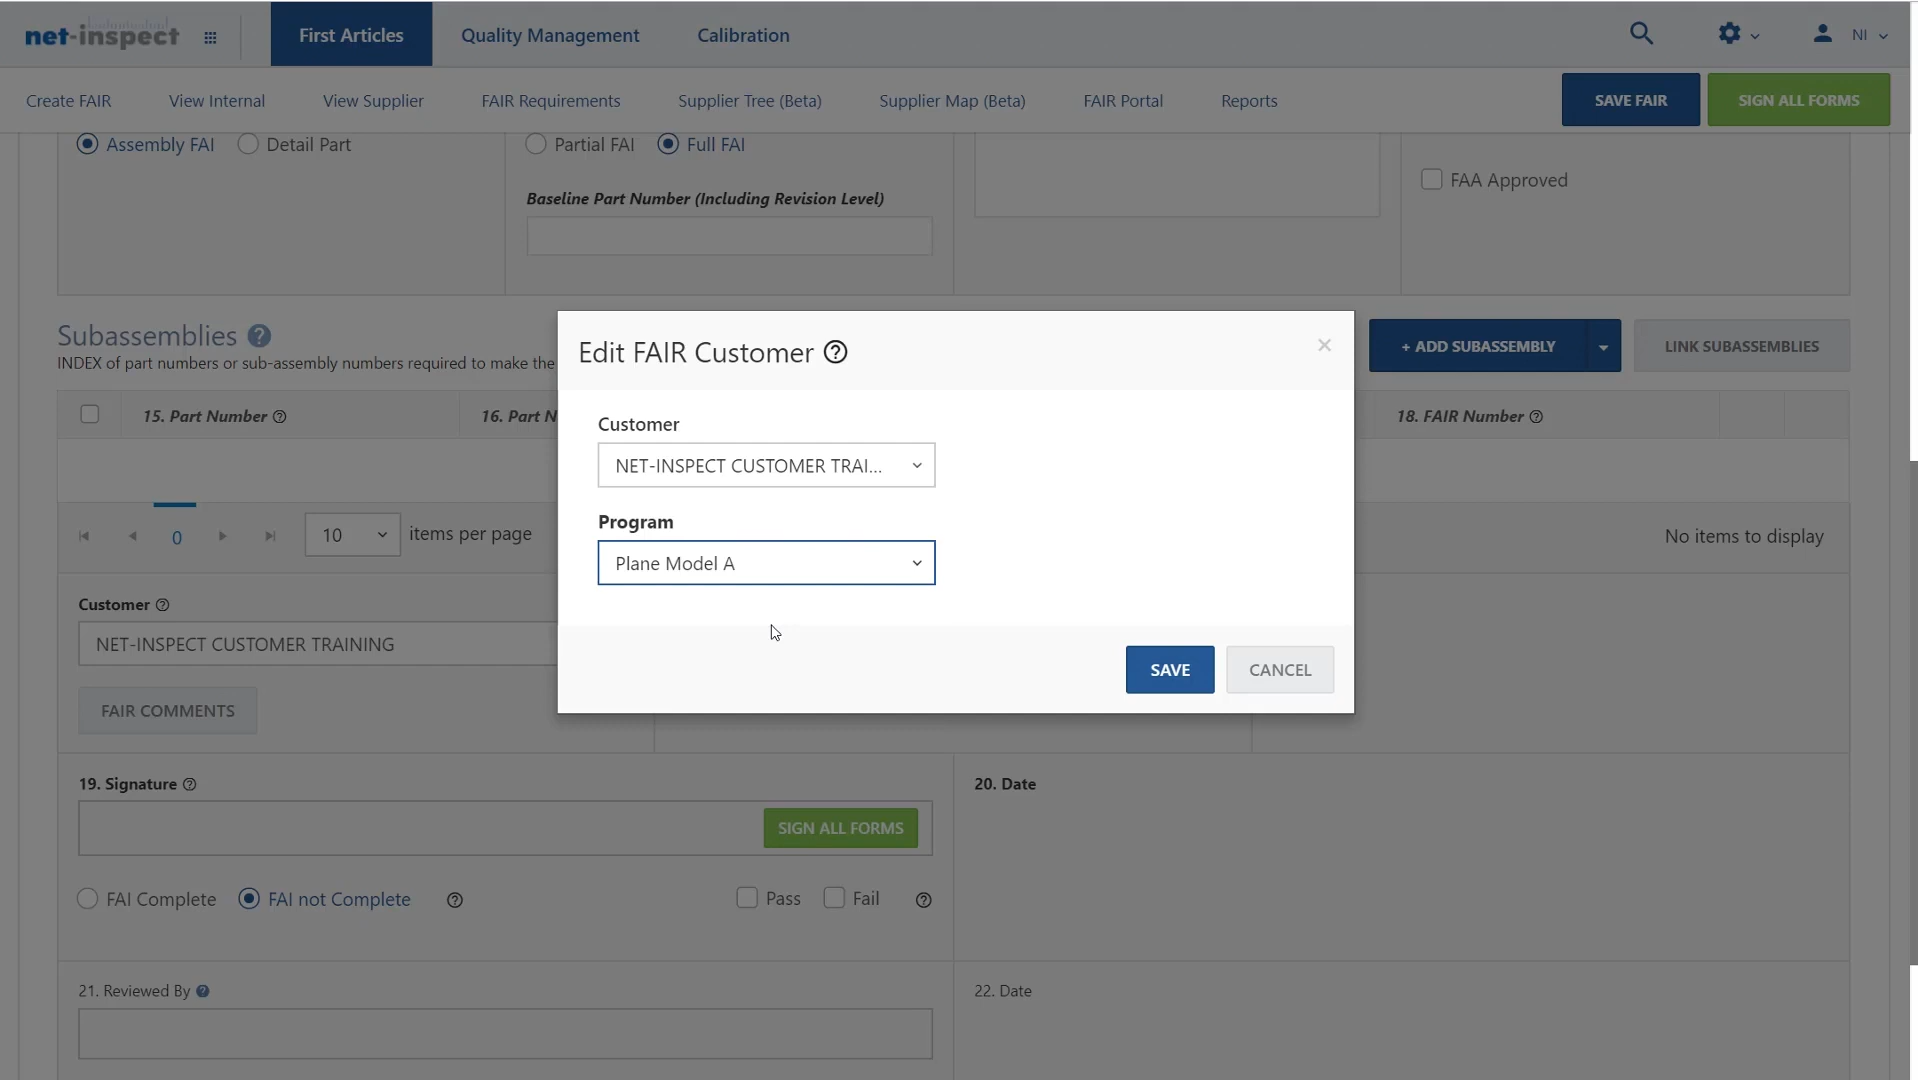 net-inspect
First Articles
Quality Management
Calibration
NI
Create FAIR
View Internal
View Supplier
FAIR Requirements
Supplier Tree (Beta)
Supplier Map (Beta)
FAIR Portal
Reports
SAVE FAIR
SIGN ALL FORMS
Assembly FAI
Detail Part
Partial FAI
Full FAI
FAA Approved
Baseline Part Number (Including Revision Level)
Subassemblies
INDEX of part numbers or sub-assembly numbers required to make the
+ ADD SUBASSEMBLY
LINK SUBASSEMBLIES
15. Part Number
16. Part N
18. FAIR Number
0
10
items per page
No items to display
Customer
NET-INSPECT CUSTOMER TRAINING
FAIR COMMENTS
Edit FAIR Customer
Customer
NET-INSPECT CUSTOMER TRAI...
Program
Plane Model A
SAVE
CANCEL
19. Signature
SIGN ALL FORMS
20. Date
FAI Complete
FAI not Complete
Pass
Fail
21. Reviewed By
22. Date